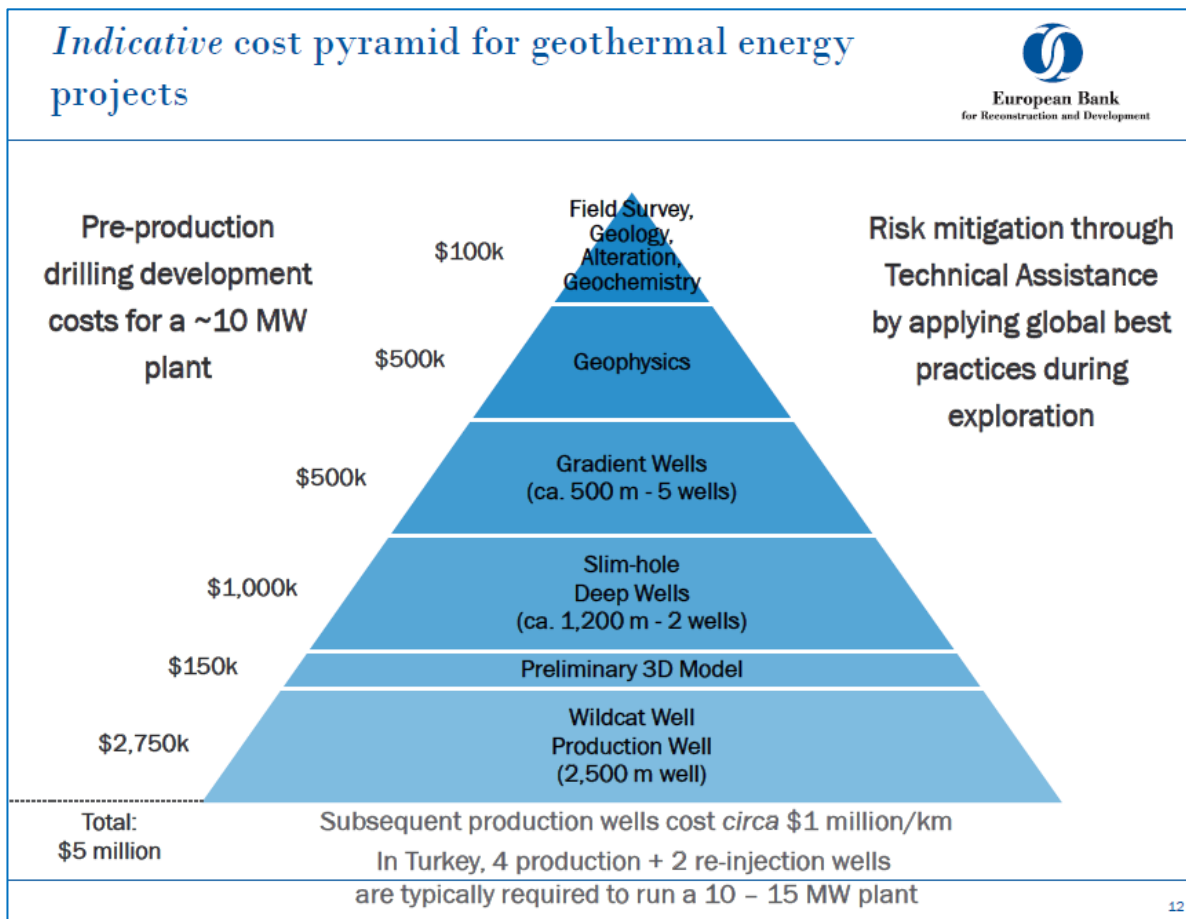 Indicative cost pyramid for geothermal energy
projects
European Bank
for Reconstruction and Development
Pre-production
drilling development
costs for a ~10 MW
plant
Risk mitigation through
Technical Assistance
by applying global best
practices during
exploration
$100k
Field Survey,
Geology,
Alteration,
Geochemistry
$500k
Geophysics
$500k
Gradient Wells
(ca. 500 m - 5 wells)
$1,000k
Slim-hole
Deep Wells
(ca. 1,200 m - 2 wells)
$150k
Preliminary 3D Model
$2,750k
Wildcat Well
Production Well
(2,500 m well)
Total:
$5 million
Subsequent production wells cost circa $1 million/km
In Turkey, 4 production + 2 re-injection wells
are typically required to run a 10 – 15 MW plant
12